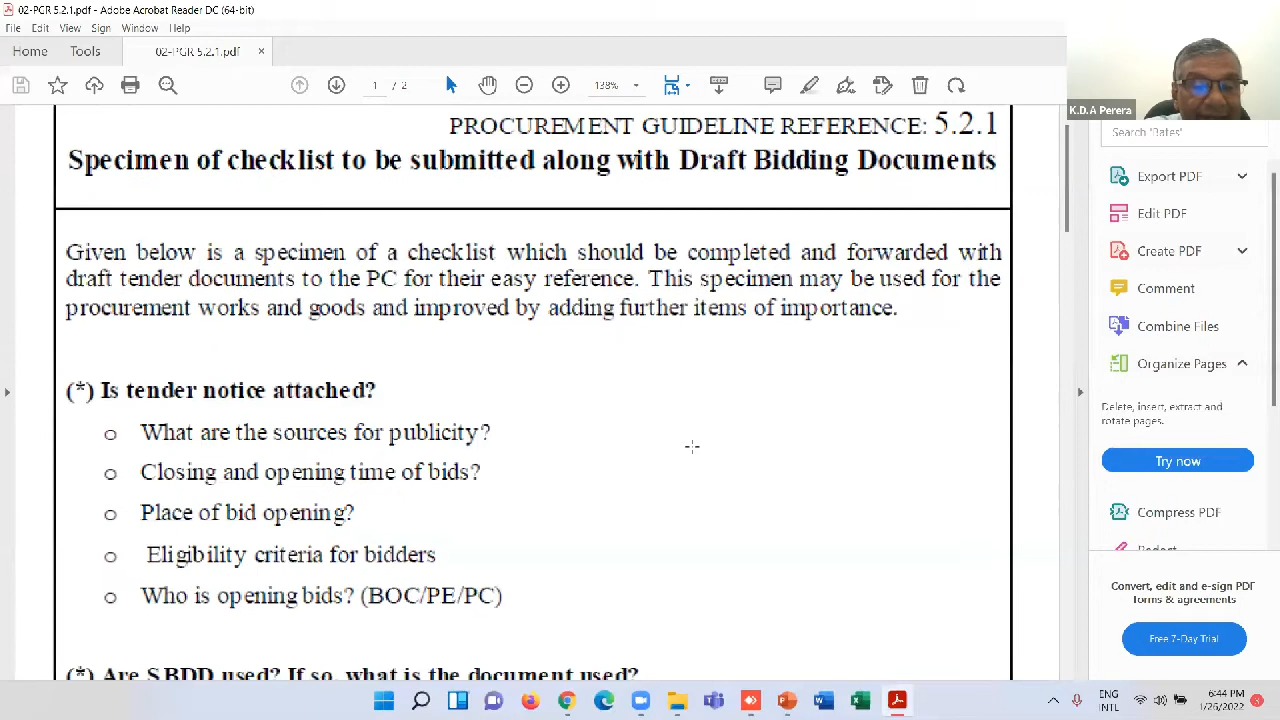 02-PGR 5.2.1.pdf - Adobe Acrobat Reader DC (64-bit)
File Edit View Sign Window Help
Home Tools 02-PGR 5.2.1.pdf ×
1 / 2 138%
K.D.A Perera
PROCUREMENT GUIDELINE REFERENCE: 5.2.1
Specimen of checklist to be submitted along with Draft Bidding Documents
Given below is a specimen of a checklist which should be completed and forwarded with
draft tender documents to the PC for their easy reference. This specimen may be used for the
procurement works and goods and improved by adding further items of importance.
(*) Is tender notice attached?
o What are the sources for publicity?
o Closing and opening time of bids?
o Place of bid opening?
o Eligibility criteria for bidders
o Who is opening bids? (BOC/PE/PC)
(*) Are SBDD used? If so, what is the document used?
Search 'Bates'
Export PDF
Edit PDF
Create PDF
Comment
Combine Files
Organize Pages
Delete, insert, extract and
rotate pages.
Try now
Compress PDF
Redact
Convert, edit and e-sign PDF
forms & agreements
Free 7-Day Trial
ENG
INTL
6:44 PM
1/26/2022
3